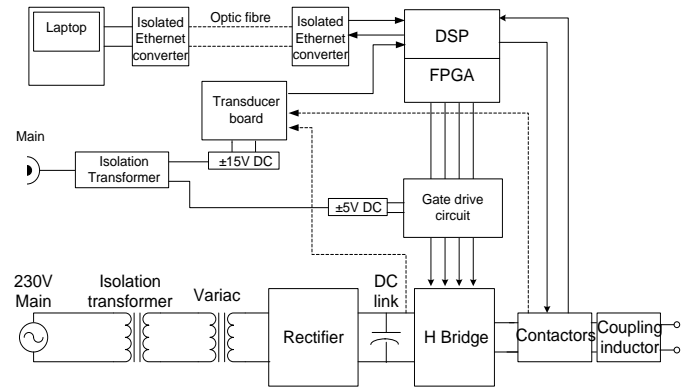 Laptop
Isolated
Ethernet
converter
Optic fibre
Isolated
Ethernet
converter
DSP
FPGA
Transducer
board
Main
Isolation
Transformer
±15V DC
±5V DC
Gate drive
circuit
230V
Main
Isolation
transformer
Variac
Rectifier
DC
link
H Bridge
Contactors
Coupling
inductor